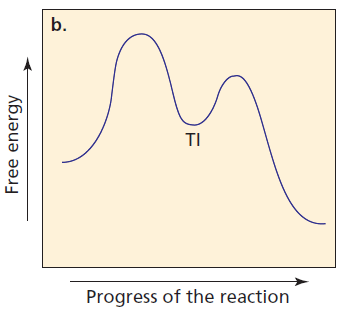 b.
Free energy
TI
Progress of the reaction